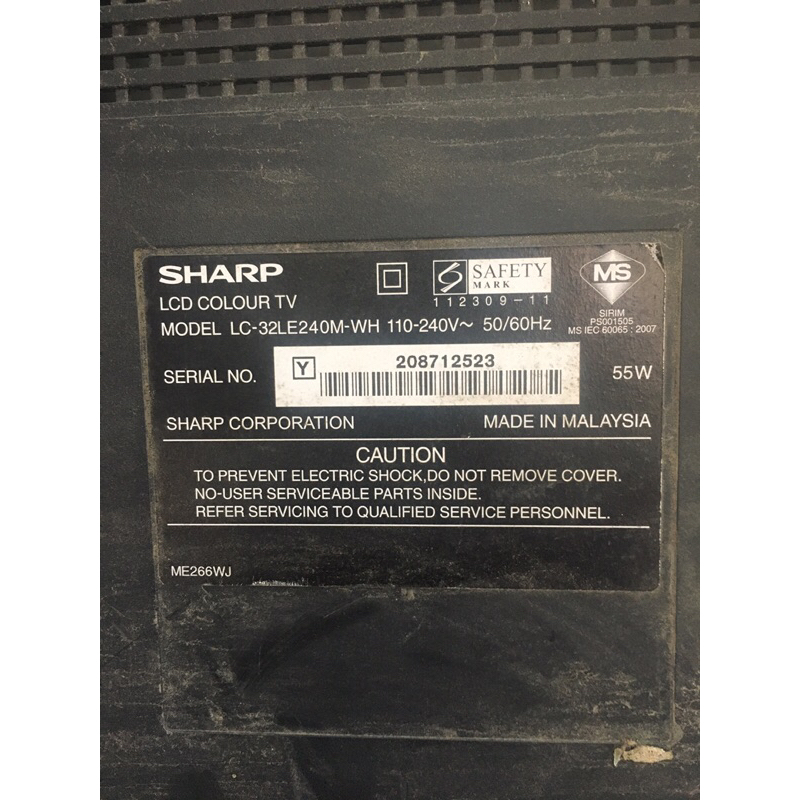 SHARP
SAFETY
MARK
MS
112309-11
LCD COLOUR TV
SIRIM
PS001505
MS IEC 60065 : 2007
MODEL LC-32LE240M-WH 110-240V~ 50/60Hz
Y
208712523
SERIAL NO.
55W
SHARP CORPORATION
MADE IN MALAYSIA
CAUTION
TO PREVENT ELECTRIC SHOCK,DO NOT REMOVE COVER.
NO-USER SERVICEABLE PARTS INSIDE.
REFER SERVICING TO QUALIFIED SERVICE PERSONNEL.
ME266WJ